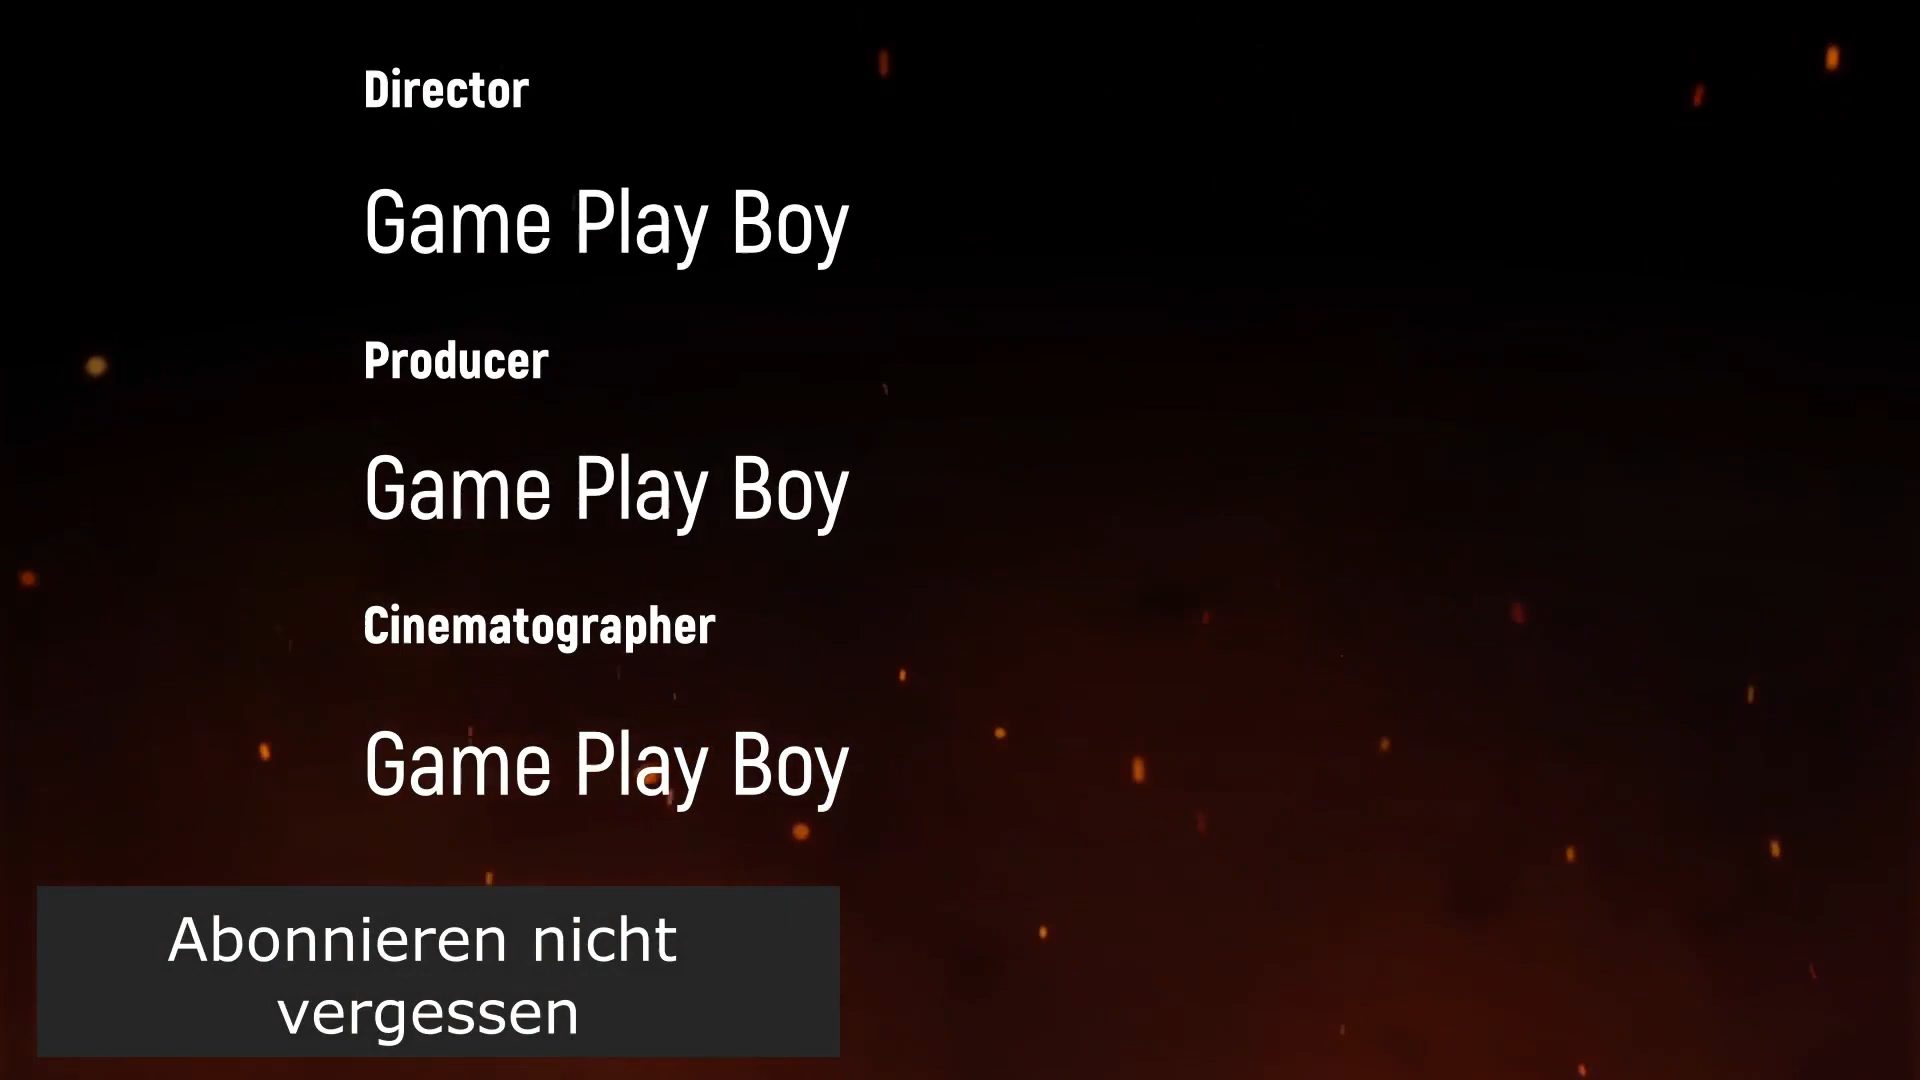 Director
Game Play Boy
Producer
Game Play Boy
Cinematographer
Game Play Boy
Abonnieren nicht
vergessen